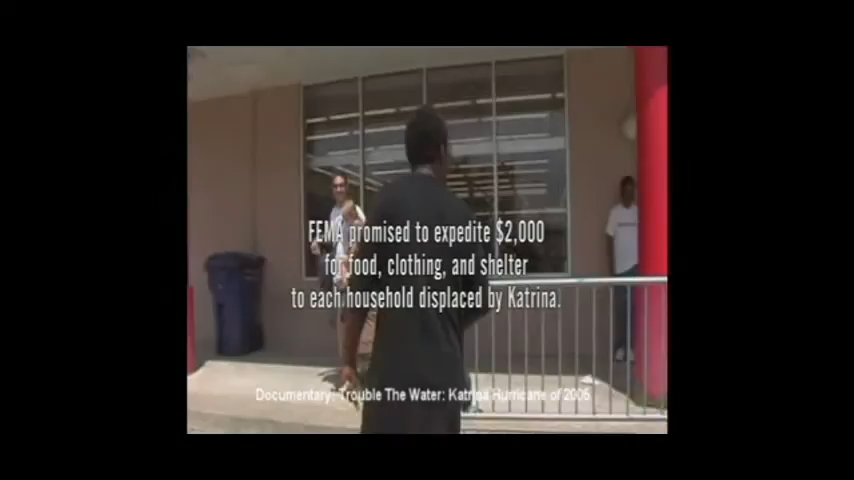 FEMA promised to expedite $2,000
for food, clothing, and shelter
to each household displaced by Katrina.
Documentary: Trouble The Water: Katrina Hurricane of 2006